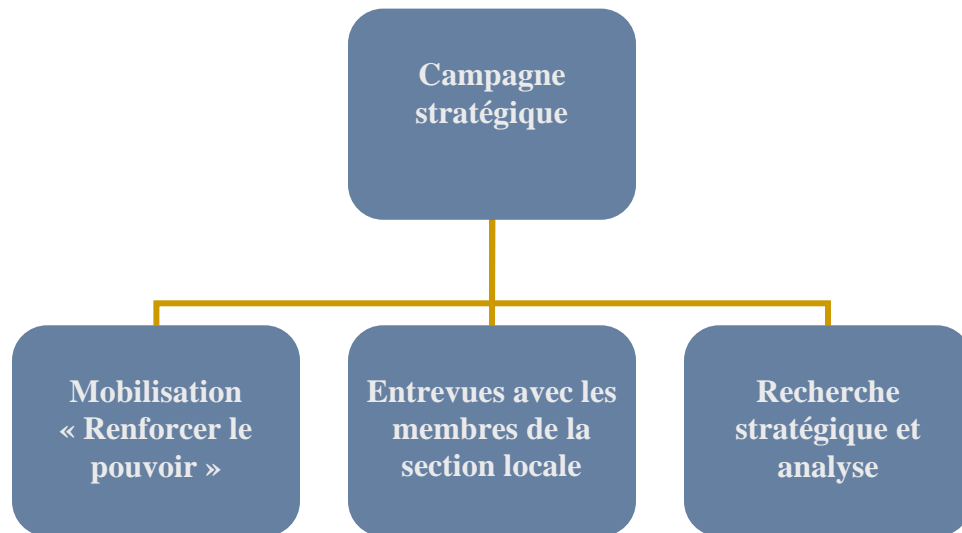 Campagne
stratégique
Mobilisation
« Renforcer le
pouvoir »
Entrevues avec les
membres de la
section locale
Recherche
stratégique et
analyse